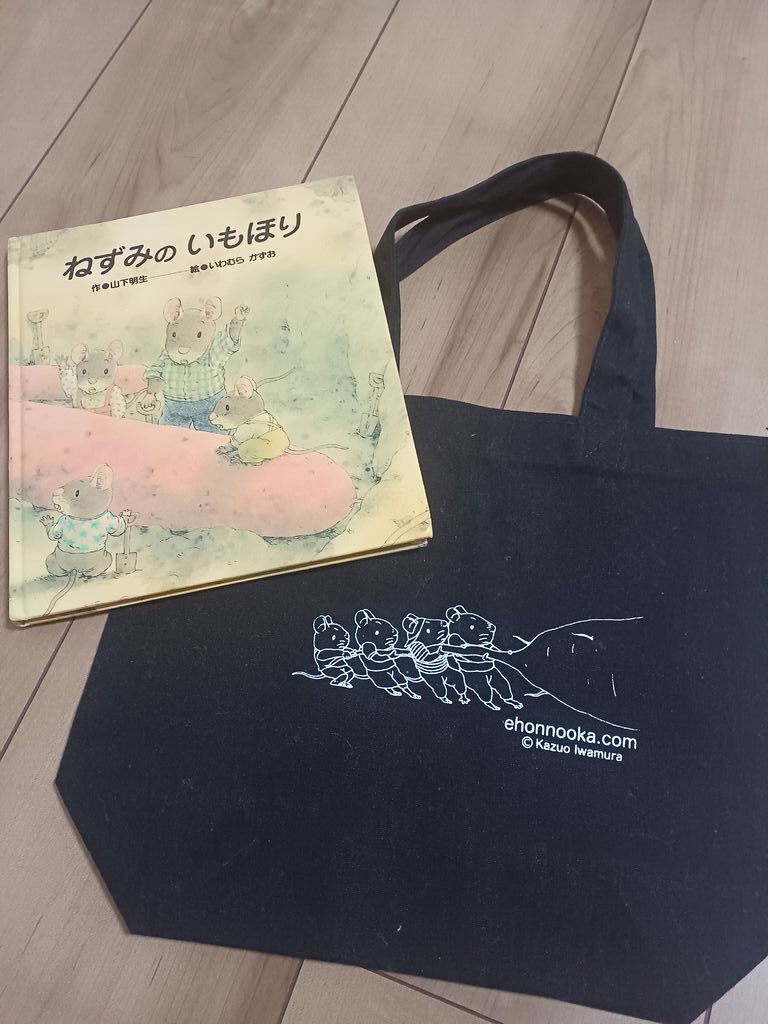 ねずみの いもほり
作●山下明生――絵●いわむら かずお
ehonnooka.com
© Kazuo Iwamura